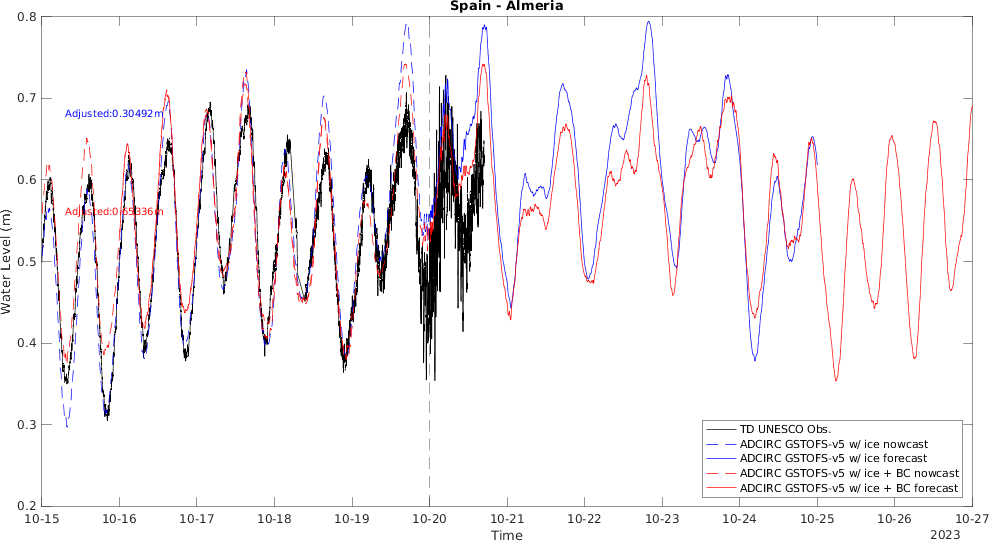 Spain - Almeria
0.8
0.7
0.6
0.5
0.4
0.3
0.2
Water Level (m)
Adjusted:0.30492m
Adjusted:0.65336m
TD UNESCO Obs.
ADCIRC GSTOFS-v5 w/ ice nowcast
ADCIRC GSTOFS-v5 w/ ice forecast
ADCIRC GSTOFS-v5 w/ ice + BC nowcast
ADCIRC GSTOFS-v5 w/ ice + BC forecast
10-15 10-16 10-17 10-18 10-19 10-20 10-21 10-22 10-23 10-24 10-25 10-26 10-27
Time
2023